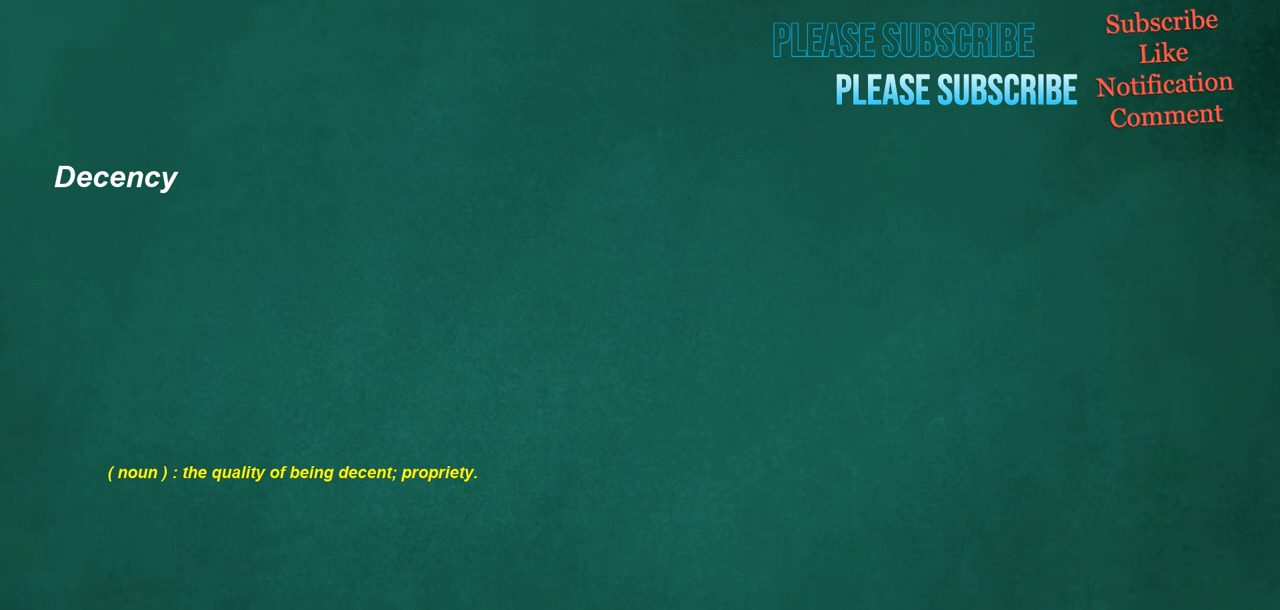 PLEASE SUBSCRIBE
PLEASE SUBSCRIBE
Subscribe
Like
Notification
Comment
Decency
( noun ) : the quality of being decent; propriety.